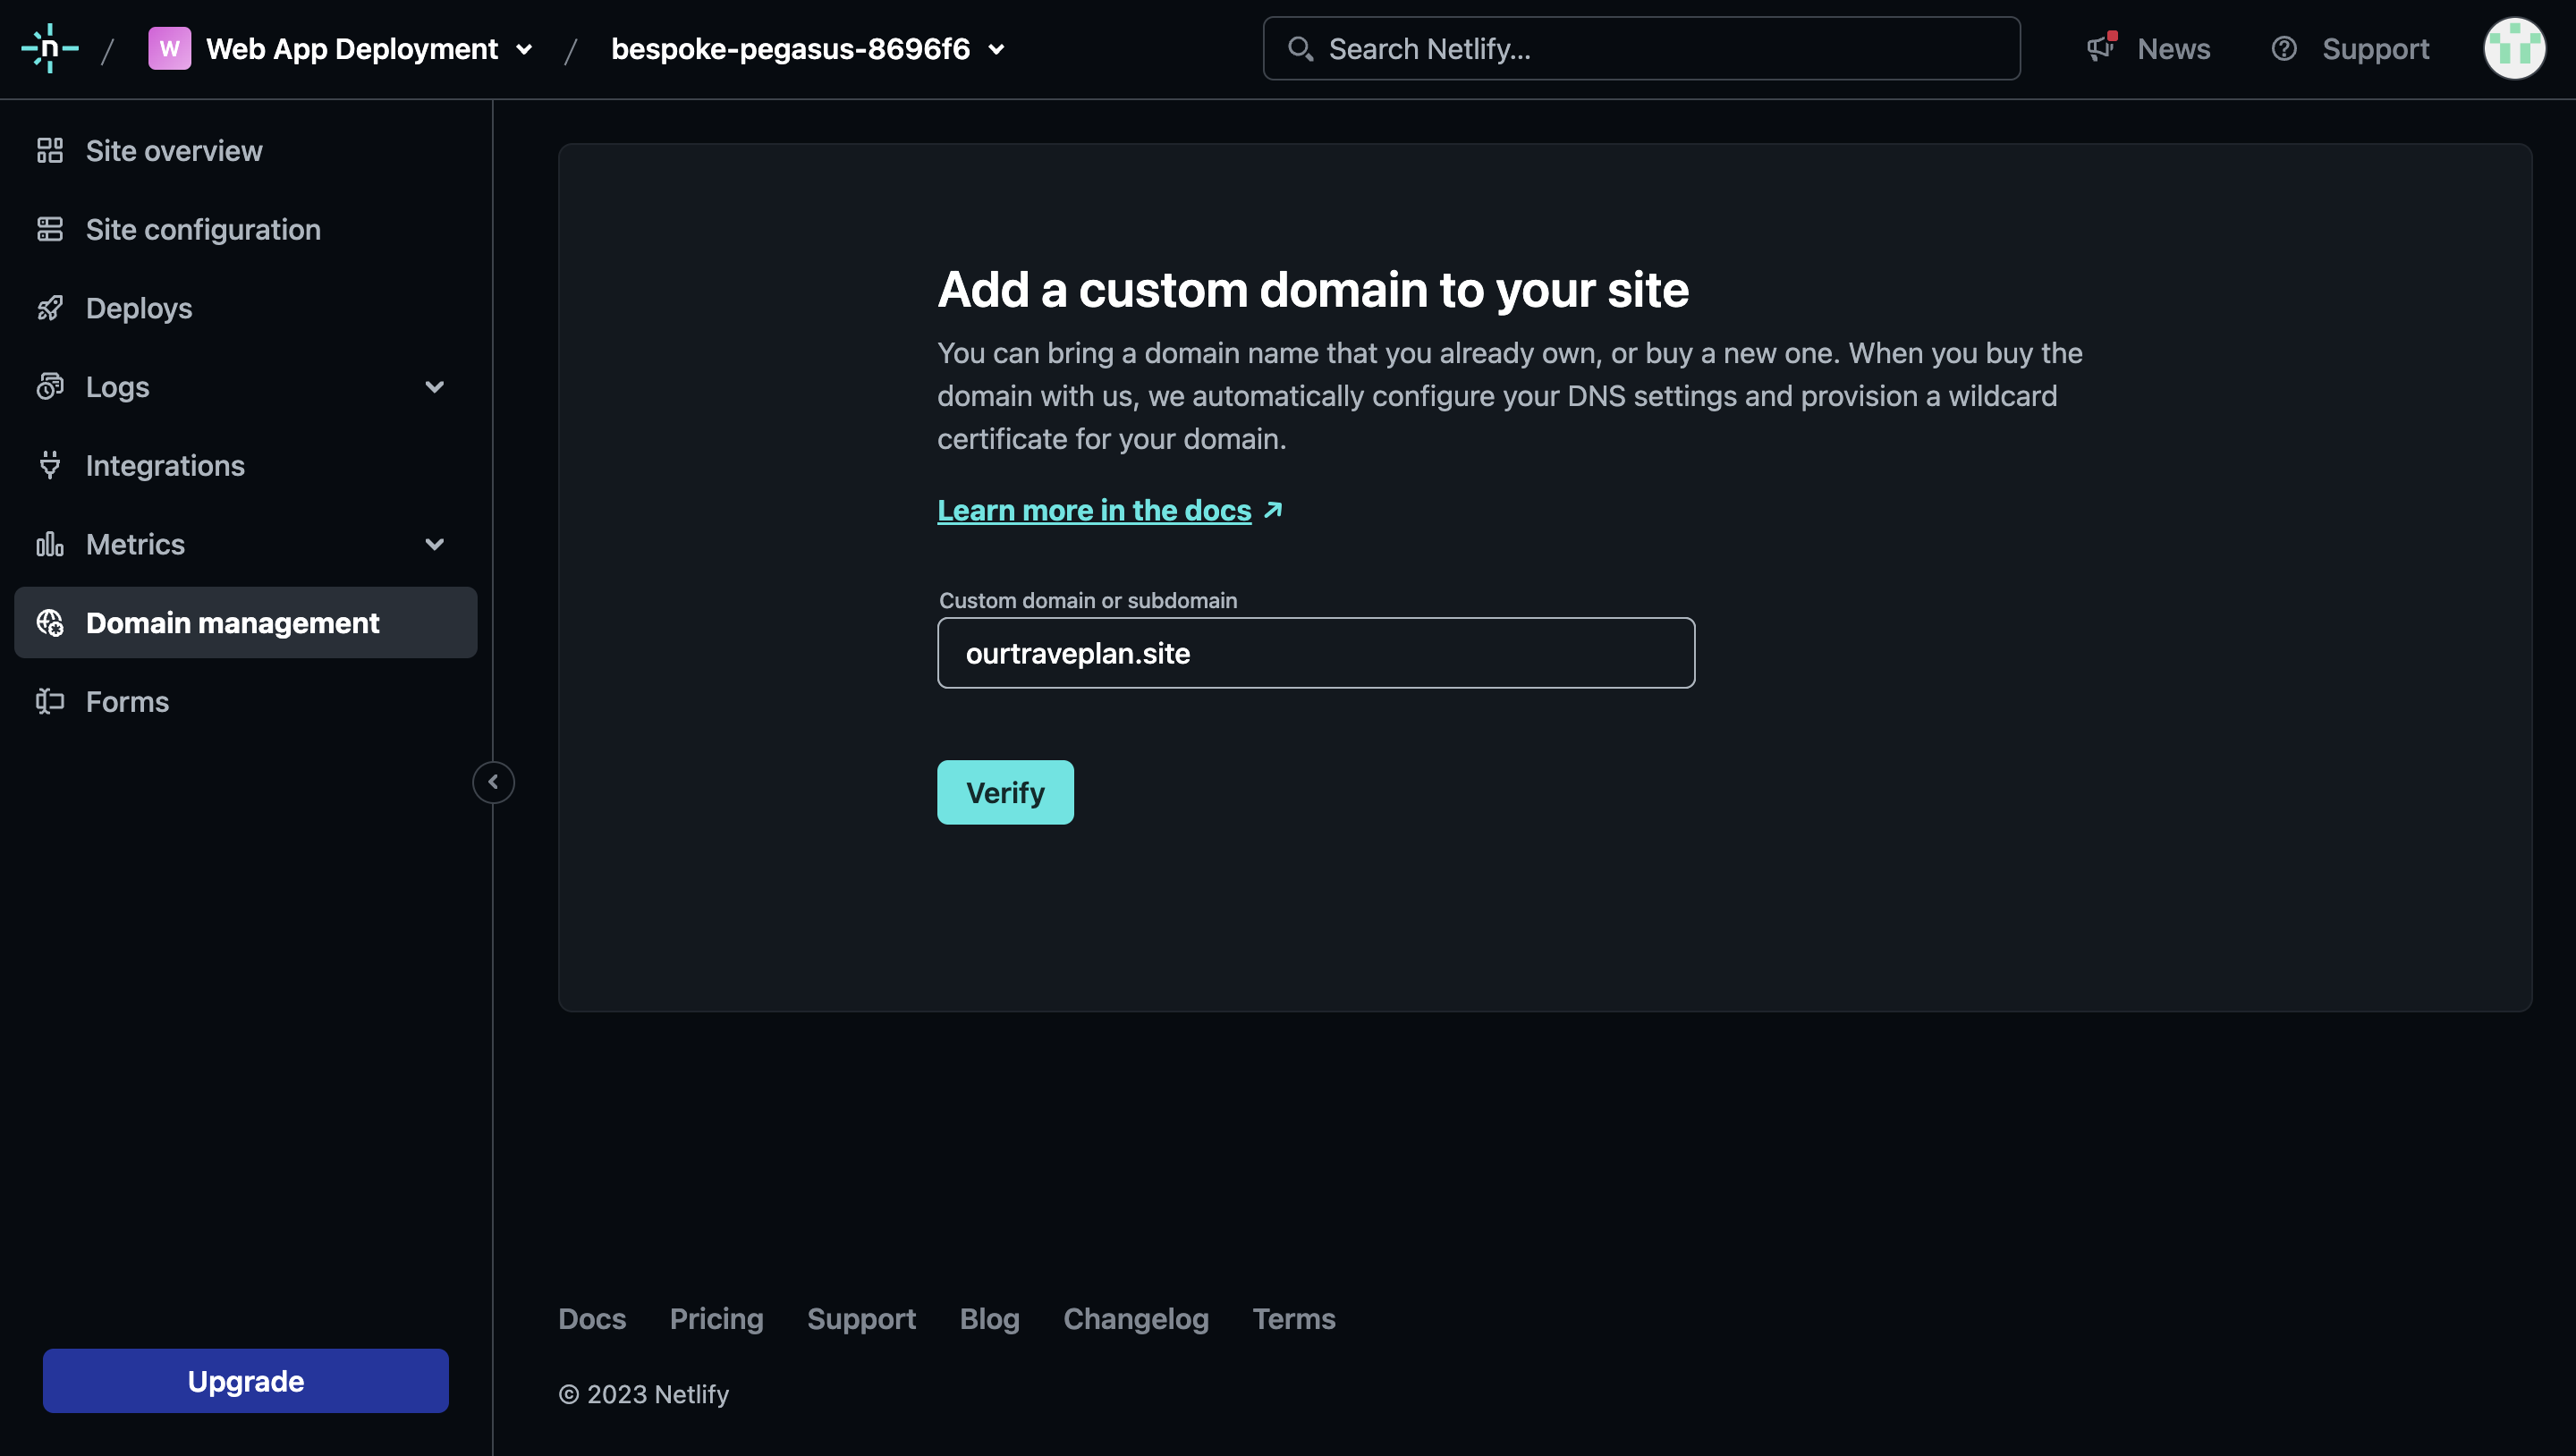 n / W Web App Deployment / bespoke-pegasus-8696f6
Search Netlify...
News
Support
Site overview
Site configuration
Deploys
Logs
Integrations
Metrics
Domain management
Forms
Upgrade
Add a custom domain to your site
You can bring a domain name that you already own, or buy a new one. When you buy the
domain with us, we automatically configure your DNS settings and provision a wildcard
certificate for your domain.
Learn more in the docs
Custom domain or subdomain
ourtraveplan.site
Verify
Docs Pricing Support Blog Changelog Terms
© 2023 Netlify